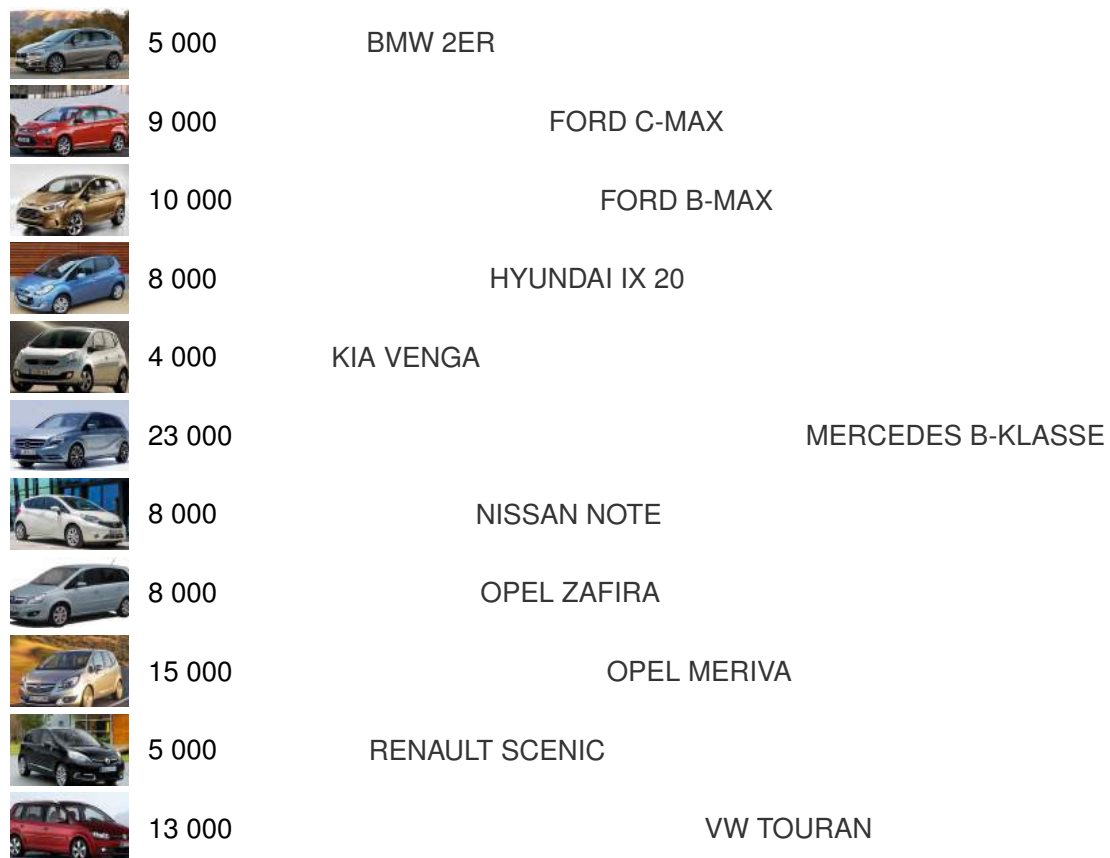 5 000 BMW 2ER
9 000 FORD C-MAX
10 000 FORD B-MAX
8 000 HYUNDAI IX 20
4 000 KIA VENGA
23 000 MERCEDES B-KLASSE
8 000 NISSAN NOTE
8 000 OPEL ZAFIRA
15 000 OPEL MERIVA
5 000 RENAULT SCENIC
13 000 VW TOURAN